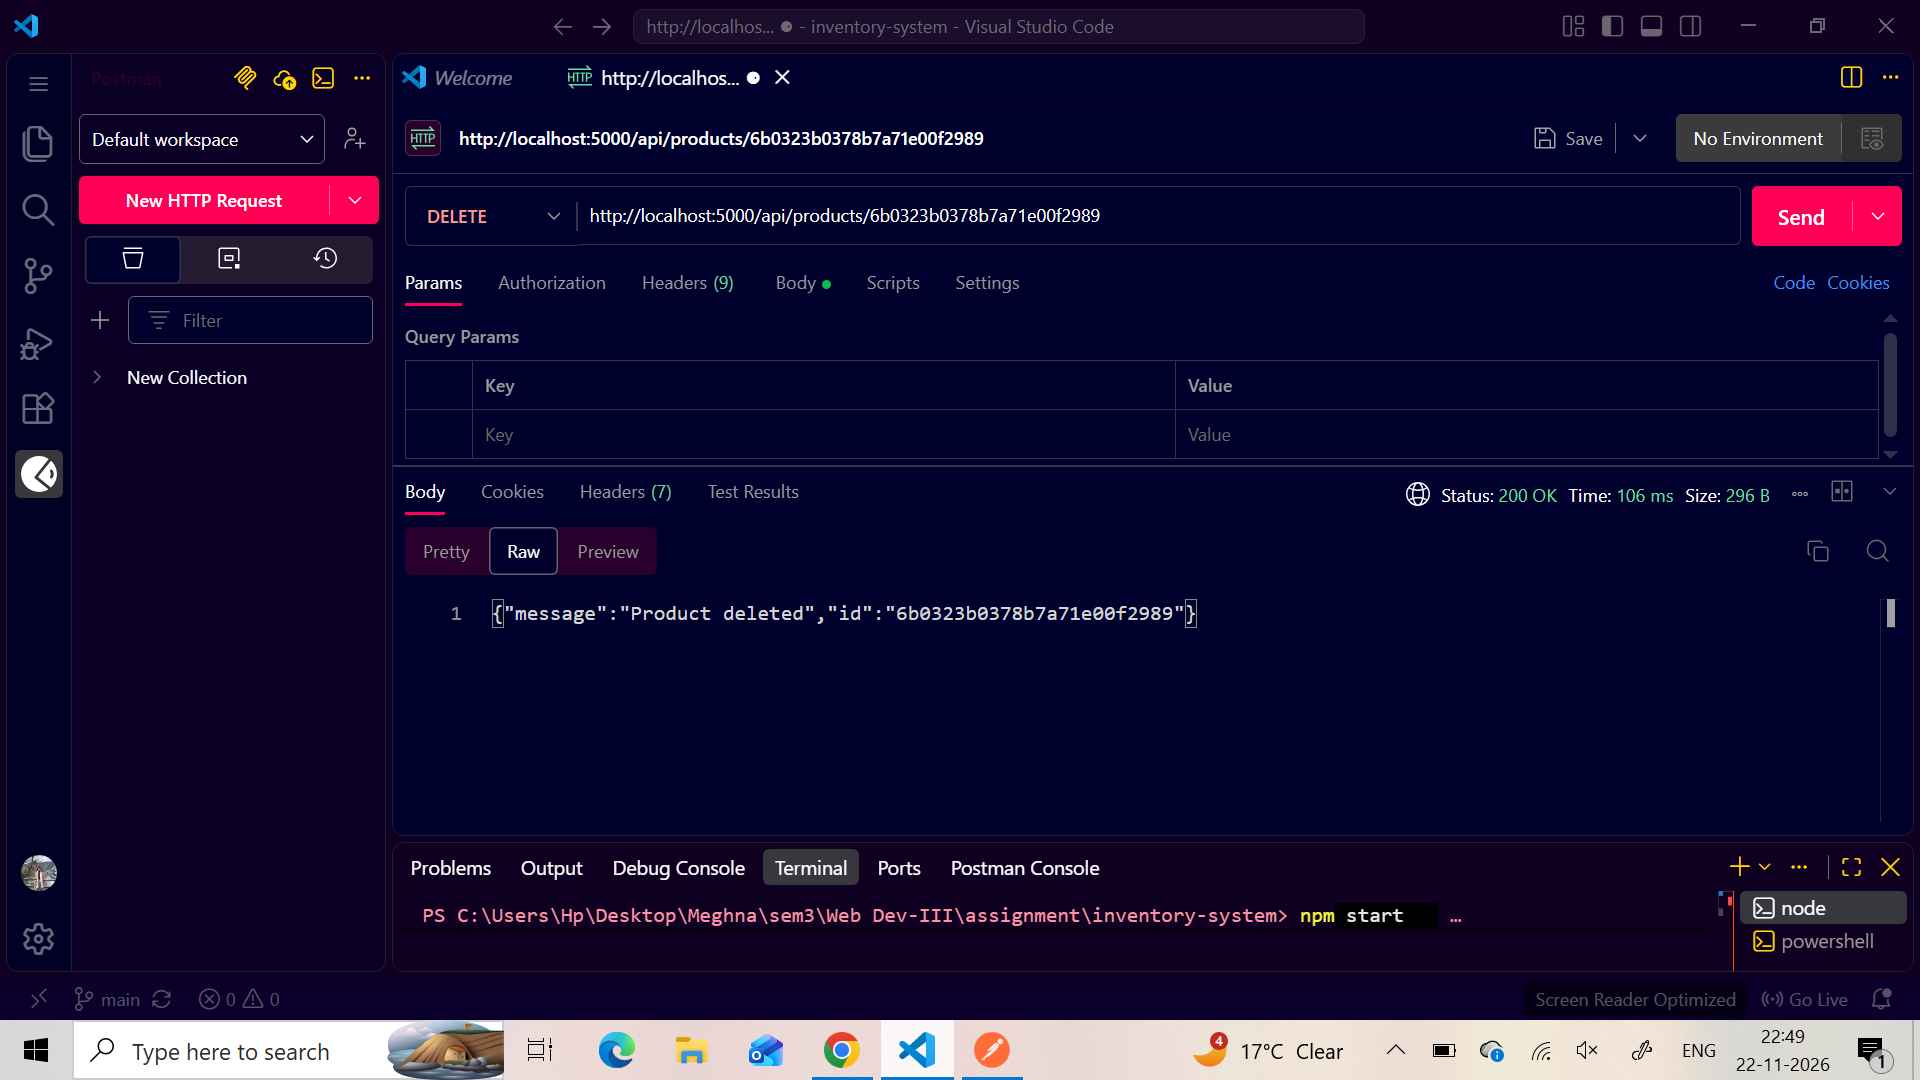 http://localhos... ● - inventory-system - Visual Studio Code
Postman
Welcome
HTTP http://localhos...
Default workspace
HTTP http://localhost:5000/api/products/6b0323b0378b7a71e00f2989
Save
No Environment
New HTTP Request
DELETE
http://localhost:5000/api/products/6b0323b0378b7a71e00f2989
Send
Params Authorization Headers (9) Body Scripts Settings
Code Cookies
Filter
Query Params
New Collection
Key Value
Key Value
Body Cookies Headers (7) Test Results
Status: 200 OK Time: 106 ms Size: 296 B
Pretty Raw Preview
1 {"message":"Product deleted","id":"6b0323b0378b7a71e00f2989"}
Problems Output Debug Console Terminal Ports Postman Console
PS C:\Users\Hp\Desktop\Meghna\sem3\Web Dev-III\assignment\inventory-system> npm start ...
node
powershell
main
0 0
Screen Reader Optimized
Go Live
Type here to search
4
17°C Clear
ENG
22:49
22-11-2026
1